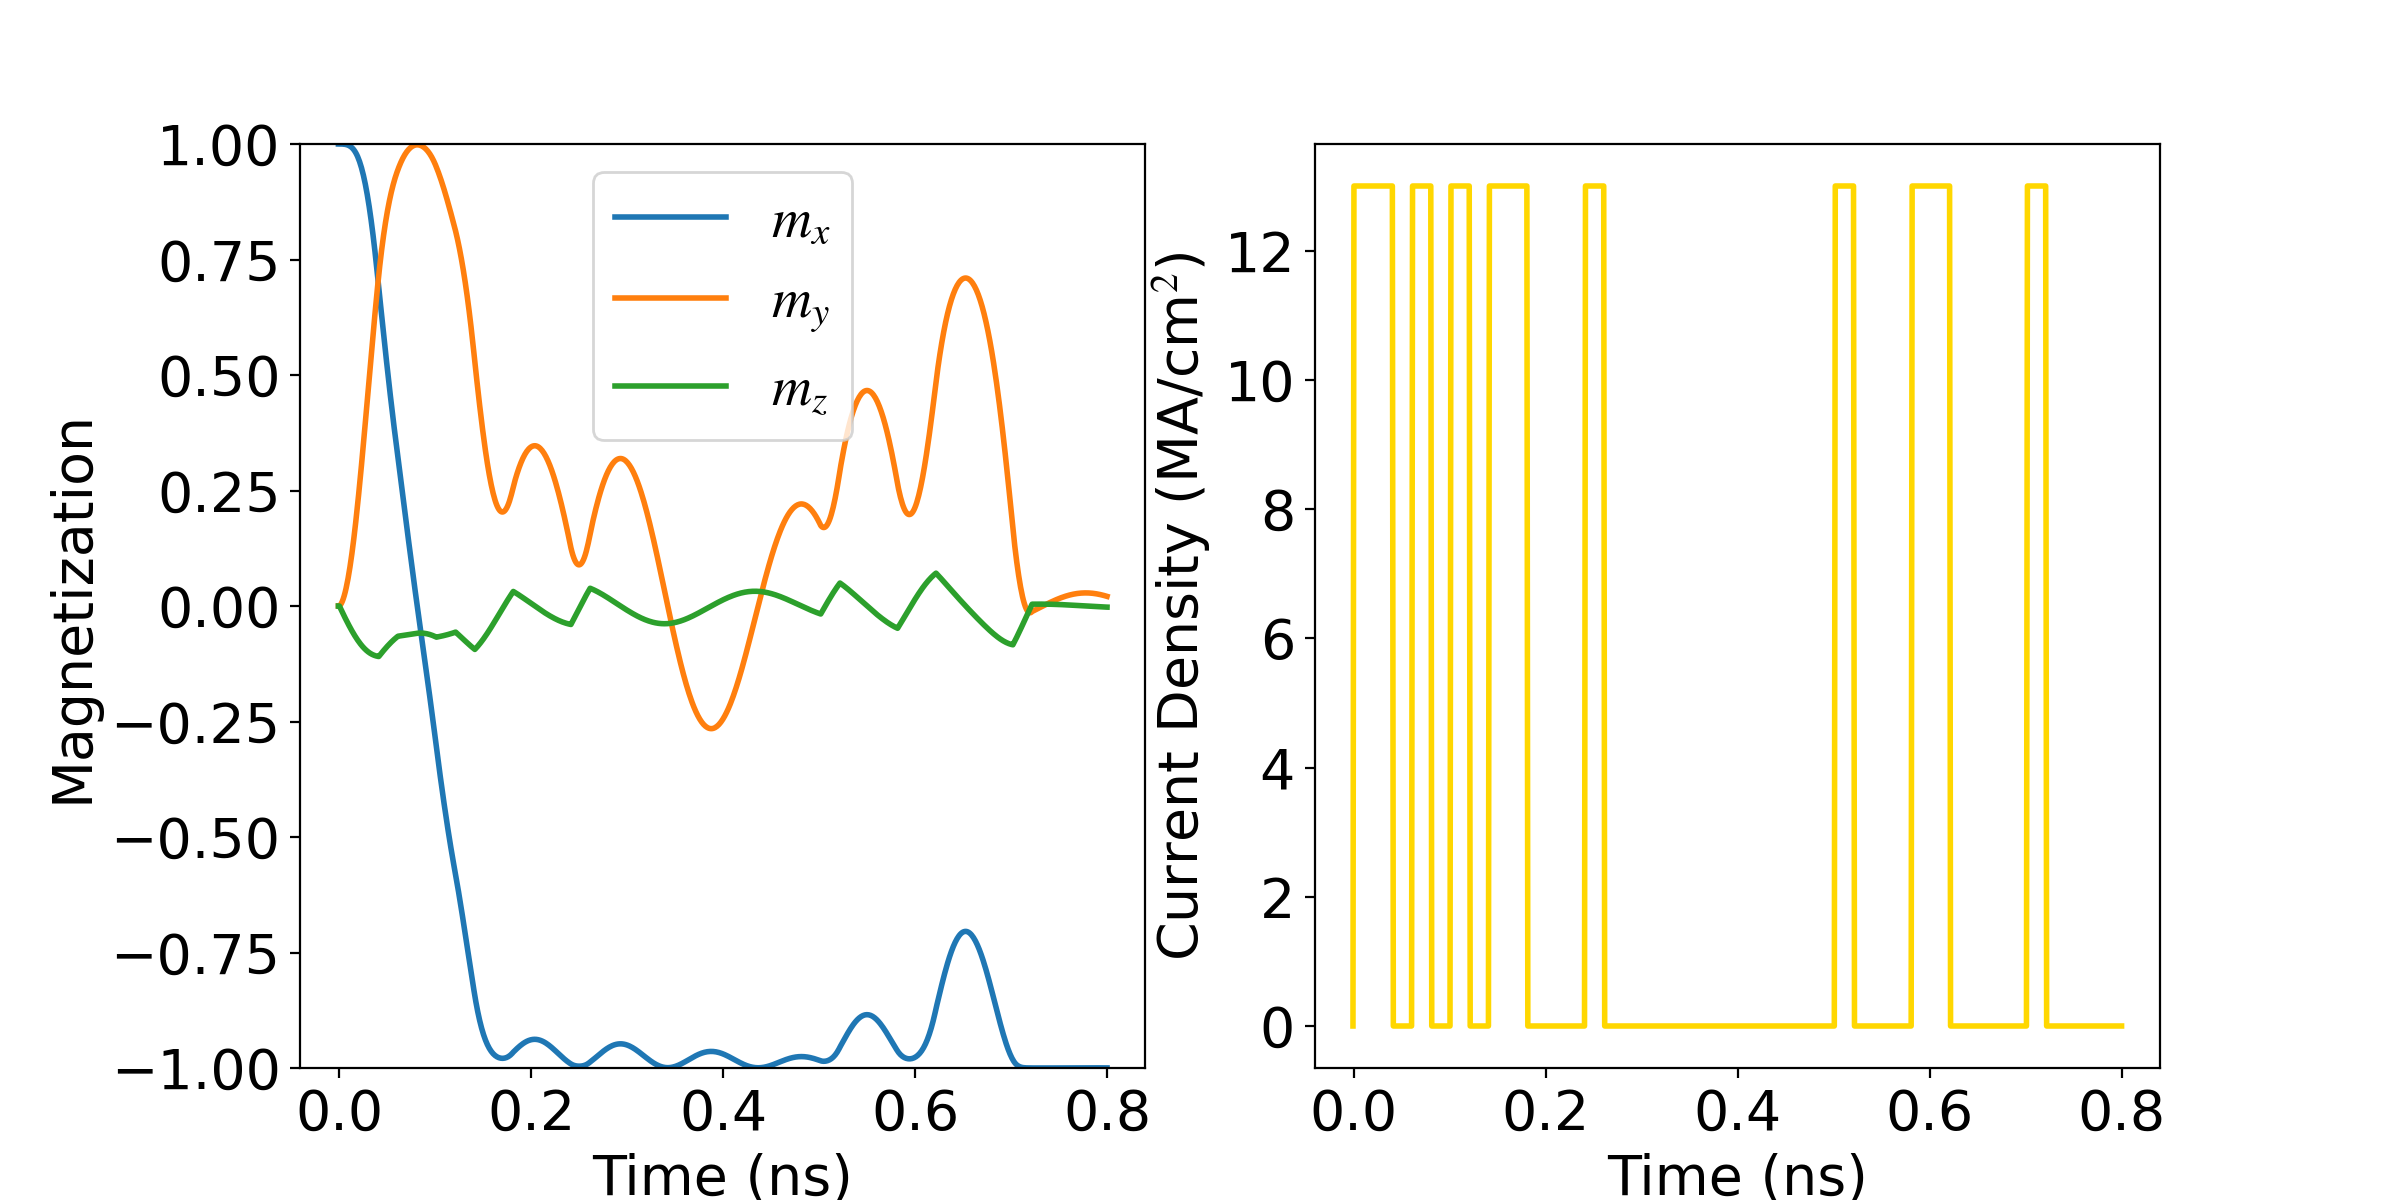 1.00
0.75
0.50
0.25
0.00
−0.25
−0.50
−0.75
−1.00
Magnetization
0.0 0.2 0.4 0.6 0.8
Time (ns)
m_x
m_y
m_z
12
10
8
6
4
2
0
Current Density (MA/cm²)
0.0 0.2 0.4 0.6 0.8
Time (ns)